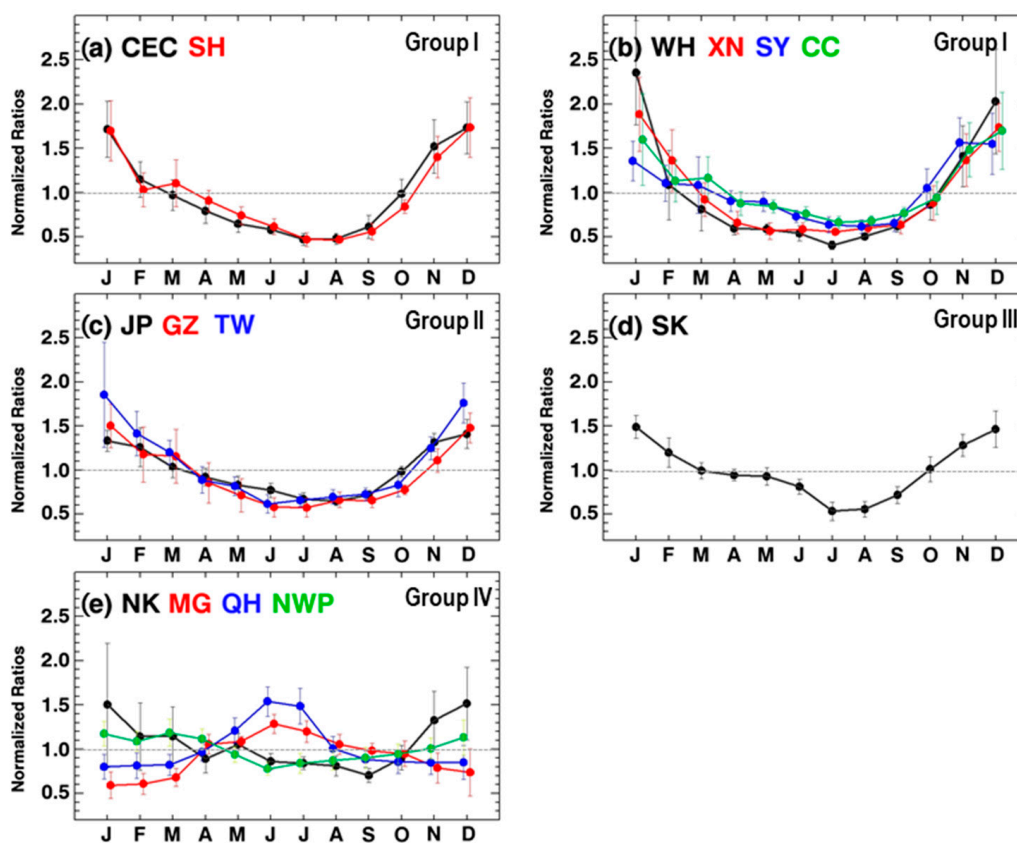 (a) CEC SH Group I
Normalized Ratios
2.5
2.0
1.5
1.0
0.5
J F M A M J J A S O N D
(b) WH XN SY CC Group I
Normalized Ratios
2.5
2.0
1.5
1.0
0.5
J F M A M J J A S O N D
(c) JP GZ TW Group II
Normalized Ratios
2.5
2.0
1.5
1.0
0.5
J F M A M J J A S O N D
(d) SK Group III
Normalized Ratios
2.5
2.0
1.5
1.0
0.5
J F M A M J J A S O N D
(e) NK MG QH NWP Group IV
Normalized Ratios
2.5
2.0
1.5
1.0
0.5
J F M A M J J A S O N D